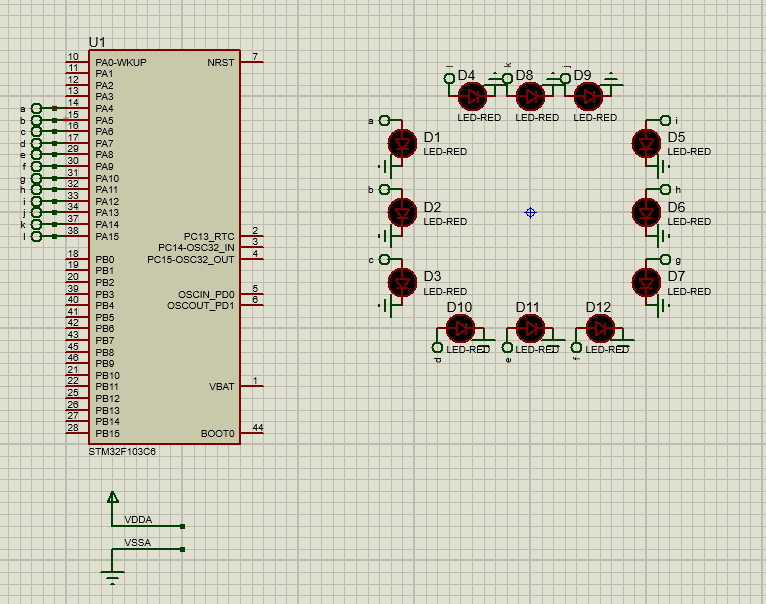 U1
10 PA0-WKUP NRST 7
11 PA1
12 PA2
13 PA3
a 14 PA4
b 15 PA5
c 16 PA6
d 17 PA7
e 29 PA8
f 30 PA9
g 31 PA10
h 32 PA11
i 33 PA12
j 34 PA13
k 37 PA14
l 38 PA15 PC13_RTC 2
PC14-OSC32_IN 3
18 PB0 PC15-OSC32_OUT 4
19 PB1
20 PB2
39 PB3 OSCIN_PD0 5
40 PB4 OSCOUT_PD1 6
41 PB5
42 PB6
43 PB7
45 PB8
46 PB9
21 PB10
22 PB11 VBAT 1
25 PB12
26 PB13
27 PB14
28 PB15 BOOT0 44
STM32F103C6
VDDA
VSSA
l D4 k D8 j D9
LED-RED LED-RED LED-RED
a D1 LED-RED
i D5 LED-RED
b D2 LED-RED
h D6 LED-RED
c D3 LED-RED
g D7 LED-RED
D10 D11 D12
LED-RED LED-RED LED-RED
d e f